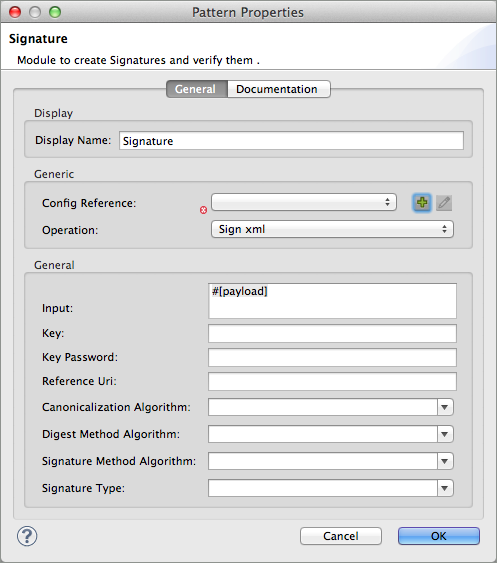 Pattern Properties
Signature
Module to create Signatures and verify them .
General Documentation
Display
Display Name: Signature
Generic
Config Reference:
Operation: Sign xml
General
#[payload]
Input:
Key:
Key Password:
Reference Uri:
Canonicalization Algorithm:
Digest Method Algorithm:
Signature Method Algorithm:
Signature Type:
? Cancel OK